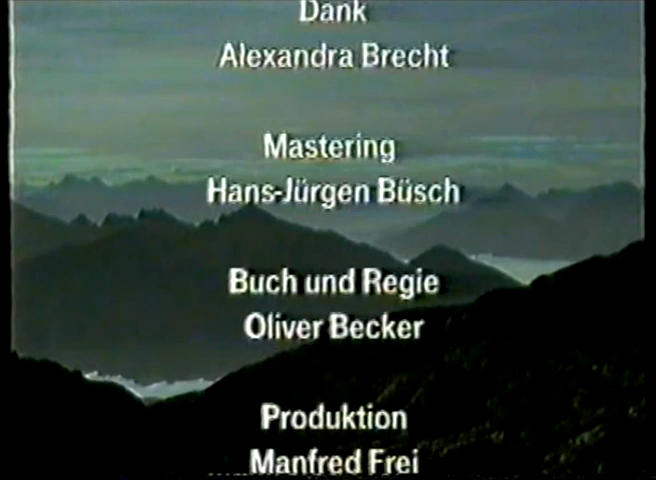 Dank
Alexandra Brecht
Mastering
Hans-Jürgen Büsch
Buch und Regie
Oliver Becker
Produktion
Manfred Frei